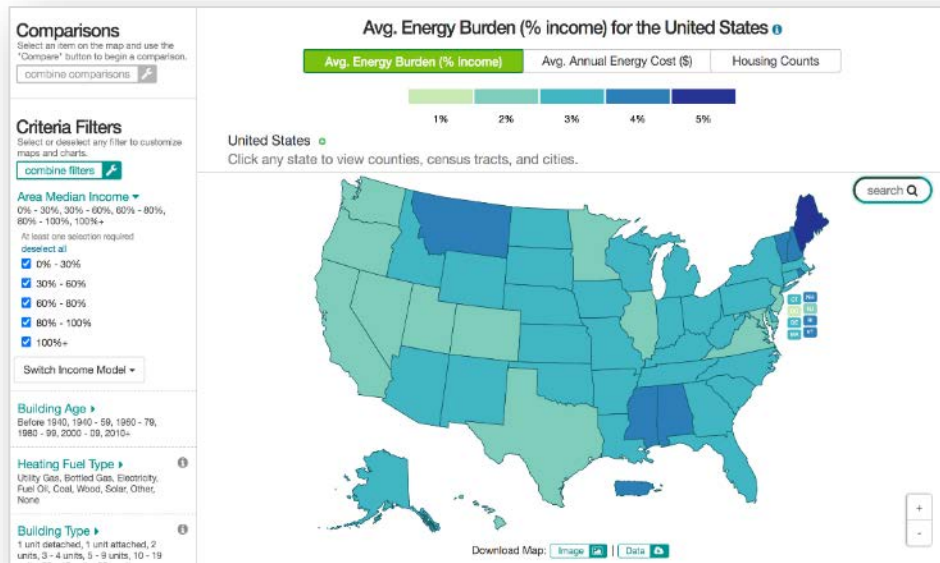 Comparisons
Select an item on the map and use the
"Compare" button to begin a comparison.
combine comparisons
Criteria Filters
Select or deselect any filter to customize
maps and charts.
combine filters
Area Median Income
0% - 30%, 30% - 60%, 60% - 80%,
80% - 100%, 100%+
At least one selection required
deselect all
0% - 30%
30% - 60%
60% - 80%
80% - 100%
100%+
Switch Income Model
Building Age
Before 1940, 1940 - 59, 1960 - 79,
1980 - 99, 2000 - 09, 2010+
Heating Fuel Type
Utility Gas, Bottled Gas, Electricity,
Fuel Oil, Coal, Wood, Solar, Other,
None
Building Type
1 unit detached, 1 unit attached, 2
units, 3 - 4 units, 5 - 9 units, 10 - 19
Avg. Energy Burden (% income) for the United States
Avg. Energy Burden (% income)
Avg. Annual Energy Cost ($)
Housing Counts
1% 2% 3% 4% 5%
United States
Click any state to view counties, census tracts, and cities.
search
CT
NJ
DE
RI
+
-
Download Map: Image | Data